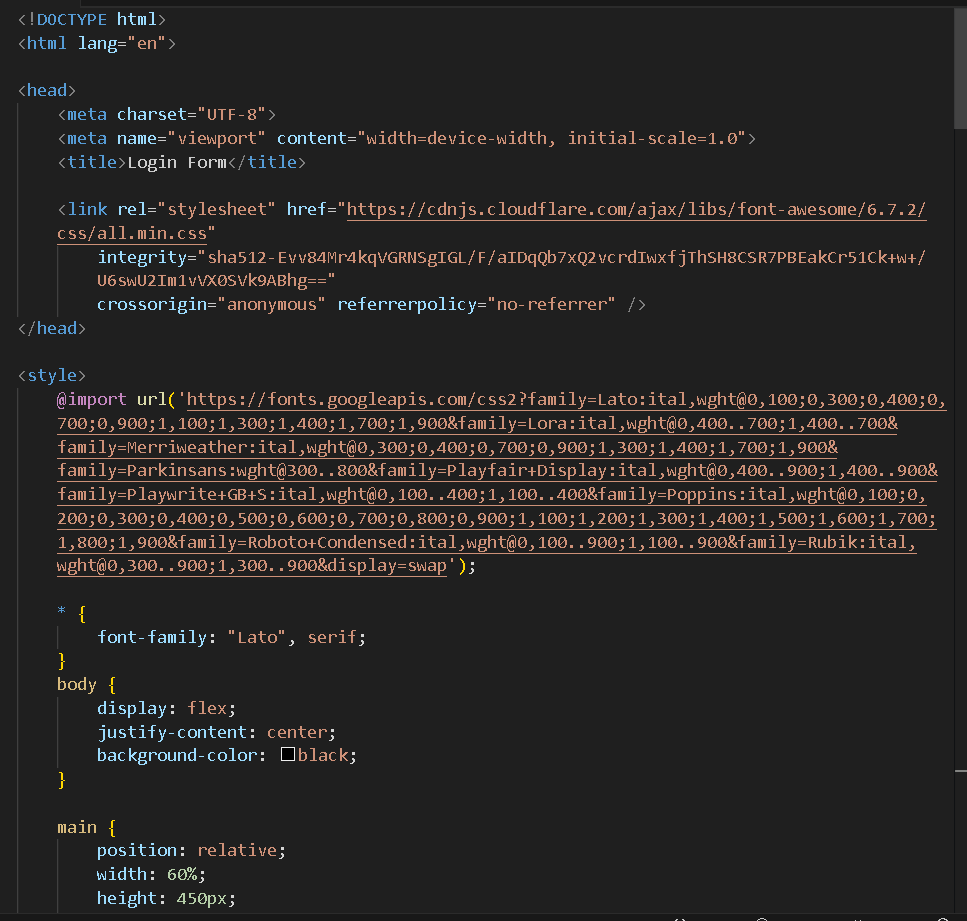 <!DOCTYPE html>
<html lang="en">
<head>
<meta charset="UTF-8">
<meta name="viewport" content="width=device-width, initial-scale=1.0">
<title>Login Form</title>
<link rel="stylesheet" href="https://cdnjs.cloudflare.com/ajax/libs/font-awesome/6.7.2/
css/all.min.css"
integrity="sha512-Evv84Mr4kqVGRNSgIGL/F/aIDqQb7xQ2vcrdIwxfjThSH8CSR7PBEakCr51Ck+w+/
U6swU2Im1vVX0SVk9ABhg=="
crossorigin="anonymous" referrerpolicy="no-referrer" />
</head>
<style>
@import url('https://fonts.googleapis.com/css2?family=Lato:ital,wght@0,100;0,300;0,400;0,
700;0,900;1,100;1,300;1,400;1,700;1,900&family=Lora:ital,wght@0,400..700;1,400..700&
family=Merriweather:ital,wght@0,300;0,400;0,700;0,900;1,300;1,400;1,700;1,900&
family=Parkinsans:wght@300..800&family=Playfair+Display:ital,wght@0,400..900;1,400..900&
family=Playwrite+GB+S:ital,wght@0,100..400;1,100..400&family=Poppins:ital,wght@0,100;0,
200;0,300;0,400;0,500;0,600;0,700;0,800;0,900;1,100;1,200;1,300;1,400;1,500;1,600;1,700;
1,800;1,900&family=Roboto+Condensed:ital,wght@0,100..900;1,100..900&family=Rubik:ital,
wght@0,300..900;1,300..900&display=swap');
* {
font-family: "Lato", serif;
}
body {
display: flex;
justify-content: center;
background-color: black;
}
main {
position: relative;
width: 60%;
height: 450px;